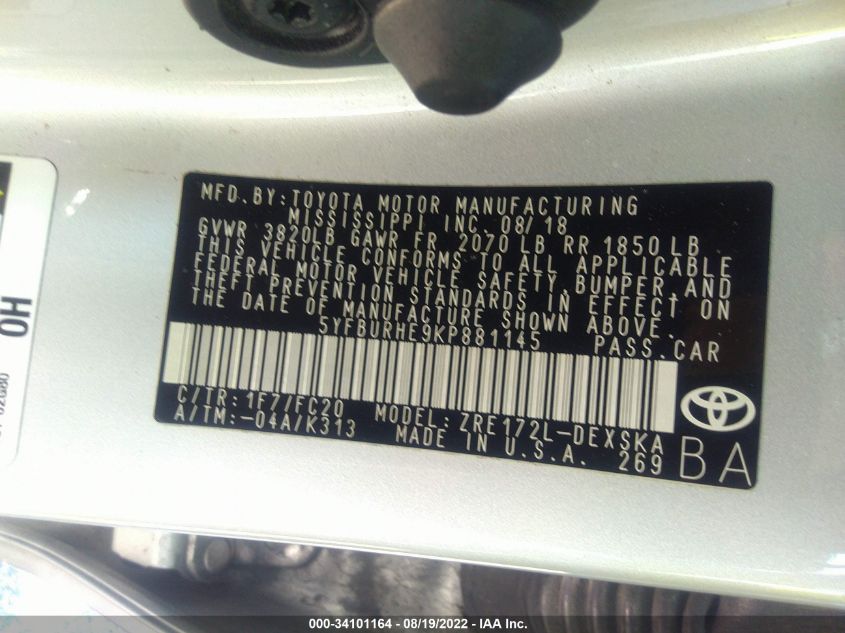 MFD. BY: TOYOTA MOTOR MANUFACTURING
MISSISSIPPI INC. 08/18
GVWR 3820LB GAWR FR 2070 LB RR 1850 LB
THIS VEHICLE CONFORMS TO ALL APPLICABLE
FEDERAL MOTOR VEHICLE SAFETY, BUMPER, AND
THEFT PREVENTION STANDARDS IN EFFECT ON
THE DATE OF MANUFACTURE SHOWN ABOVE.
5YFBURHE9KP881145 PASS. CAR
C/TR: 1F7/FC20 MODEL: ZRE172L-DEXSKA
A/TM: -04A/K313 MADE IN U.S.A. 269
BA
OH
000-34101164 - 08/19/2022 - IAA Inc.